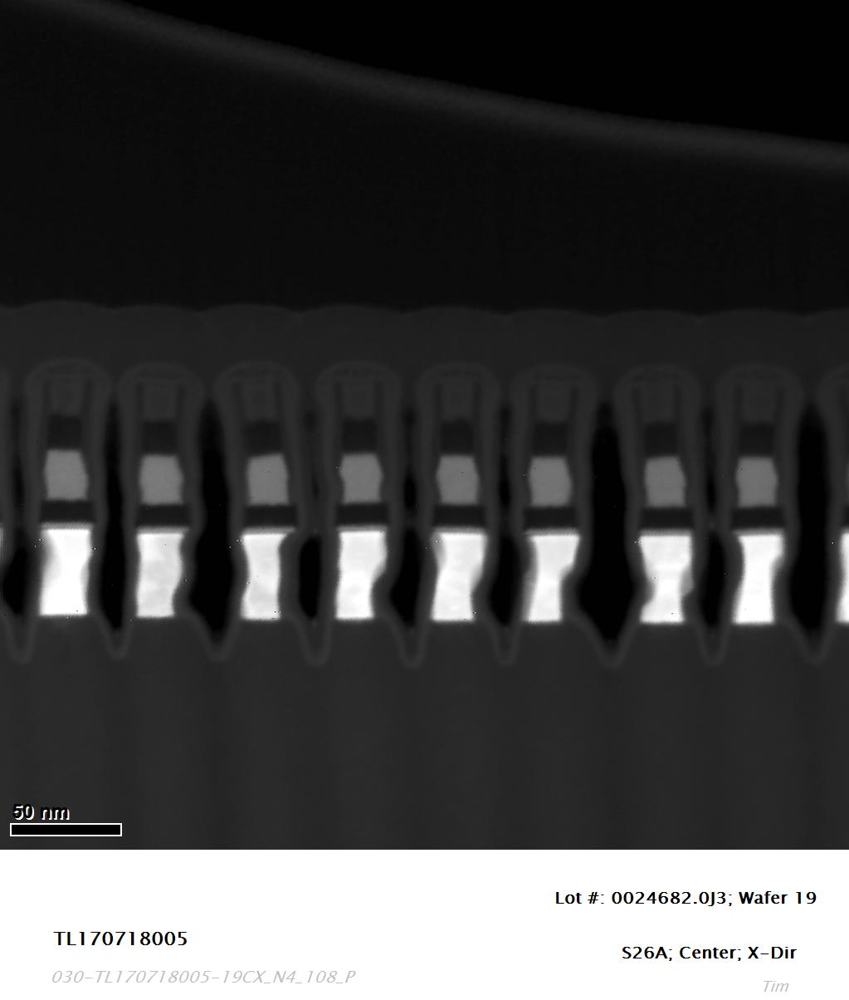 50 nm
Lot #: 0024682.0J3; Wafer 19
TL170718005
S26A; Center; X-Dir
030-TL170718005-19CX_N4_108_P
Tim